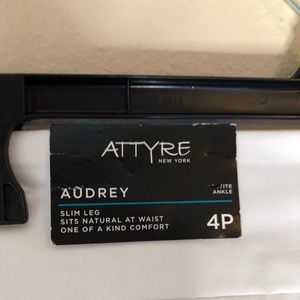 ATTYRE
NEW YORK
AUDREY
ANKLE
SLIM LEG
SITS NATURAL AT WAIST
ONE OF A KIND COMFORT
4P